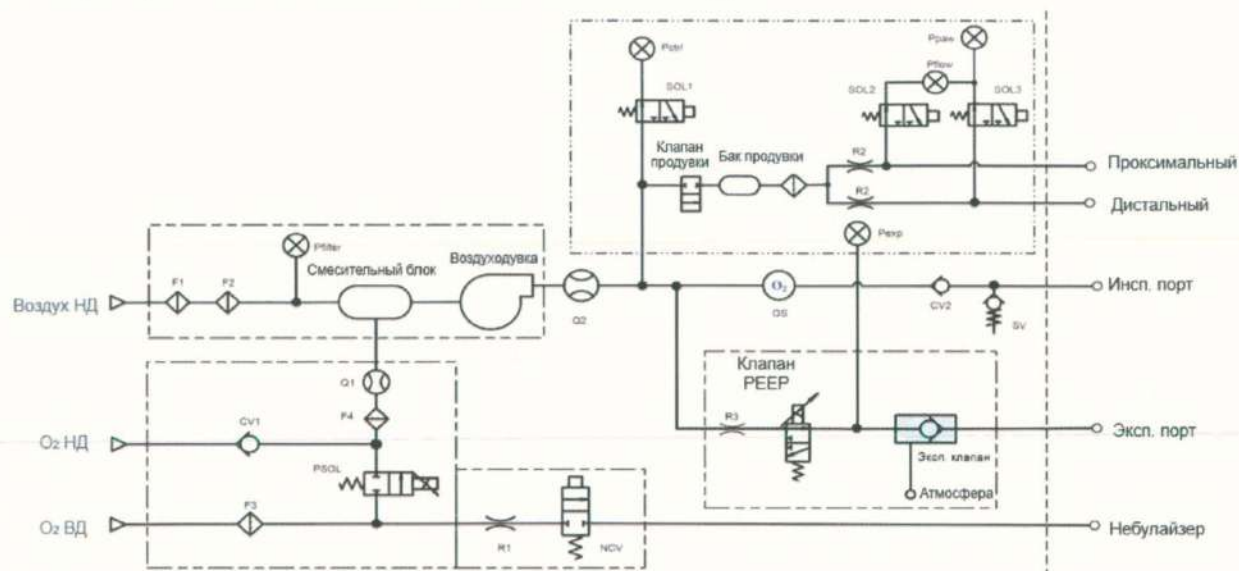 Pctrl
Ppaw
Pflow
SOL1
SOL2
SOL3
Клапан
продувки
Бак продувки
R2
R2
Проксимальный
Дистальный
Pfilter
Смесительный блок
Воздуходувка
Pexp
F1
F2
Воздух НД
Q2
O₂
OS
CV2
SV
Инсп. порт
Клапан
PEEP
Q1
F4
CV1
O₂ НД
R3
Эксп. клапан
Эксп. порт
PSOL
Атмосфера
F3
O₂ ВД
R1
NCV
Небулайзер